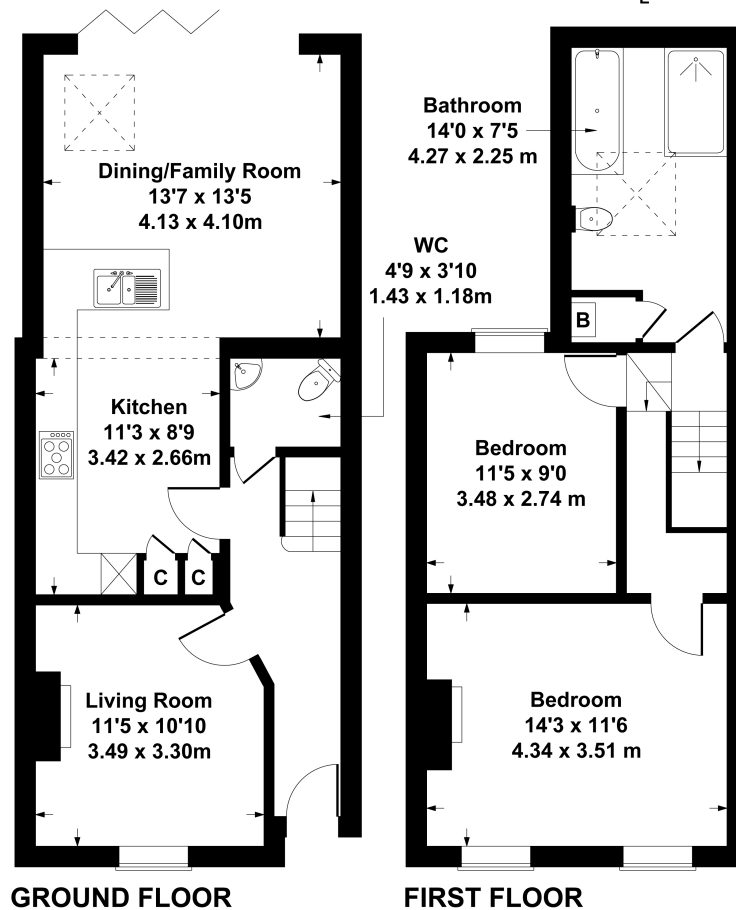 Dining/Family Room
13'7 x 13'5
4.13 x 4.10m
Kitchen
11'3 x 8'9
3.42 x 2.66m
C
C
WC
4'9 x 3'10
1.43 x 1.18m
Living Room
11'5 x 10'10
3.49 x 3.30m
GROUND FLOOR
Bathroom
14'0 x 7'5
4.27 x 2.25 m
B
Bedroom
11'5 x 9'0
3.48 x 2.74 m
Bedroom
14'3 x 11'6
4.34 x 3.51 m
FIRST FLOOR